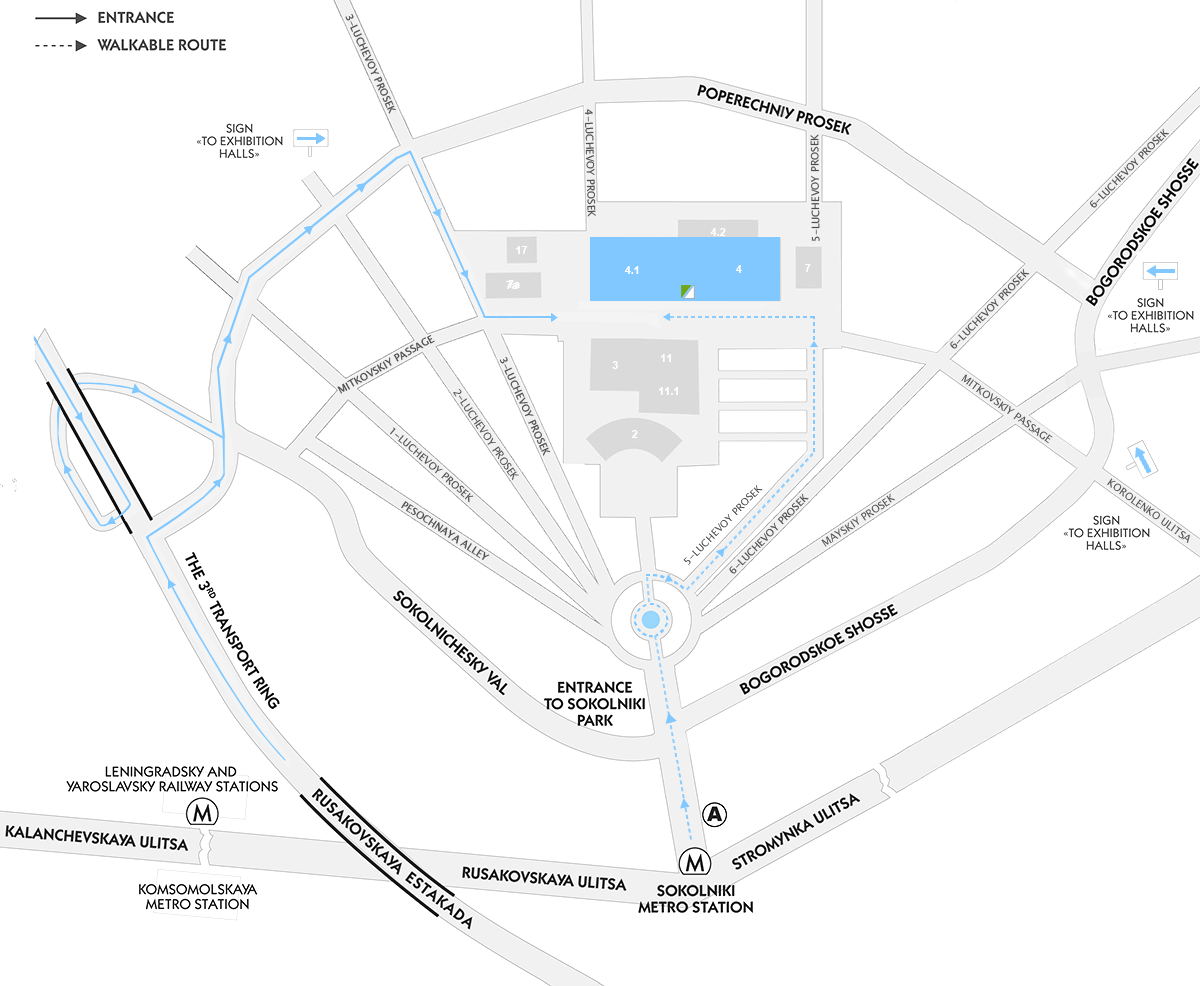 ENTRANCE
WALKABLE ROUTE
3-LUCHEVOY PROSEK
POPERECHNIY PROSEK
4-LUCHEVOY PROSEK
5-LUCHEVOY PROSEK
6-LUCHEVOY PROSEK
BOGORODSKOE SHOSSE
SIGN
«TO EXHIBITION
HALLS»
4.2
17
4.1
4
7
7a
SIGN
«TO EXHIBITION
HALLS»
6-LUCHEVOY PROSEK
MITKOVSKIY PASSAGE
3
11
11.1
2
3-LUCHEVOY PROSEK
2-LUCHEVOY PROSEK
1-LUCHEVOY PROSEK
PESOCHNAYA ALLEY
MITKOVSKIY PASSAGE
KOROLENKO ULITSA
SIGN
«TO EXHIBITION
HALLS»
5-LUCHEVOY PROSEK
6-LUCHEVOY PROSEK
MAYSKIY PROSEK
THE 3RD TRANSPORT RING
SOKOLNICHESKY VAL
BOGORODSKOE SHOSSE
ENTRANCE
TO SOKOLNIKI
PARK
LENINGRADSKY AND
YAROSLAVSKY RAILWAY STATIONS
M
A
KALANCHEVSKAYA ULITSA
RUSAKOVSKAYA ESTAKADA
RUSAKOVSKAYA ULITSA
M
STROMYNKA ULITSA
KOMSOMOLSKAYA
METRO STATION
SOKOLNIKI
METRO STATION